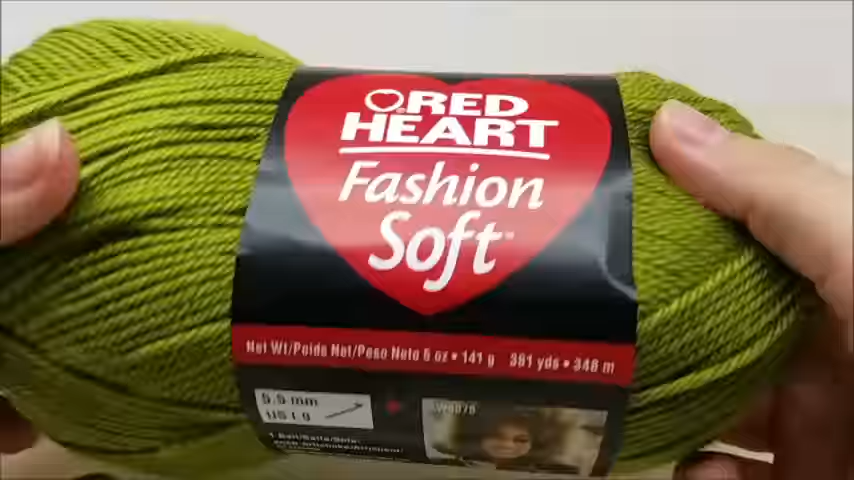 RED
HEART
Fashion
Soft™
Net Wt/Poids Net/Peso Neto 5 oz • 141 g 381 yds • 348 m
5.5 mm
US I 9